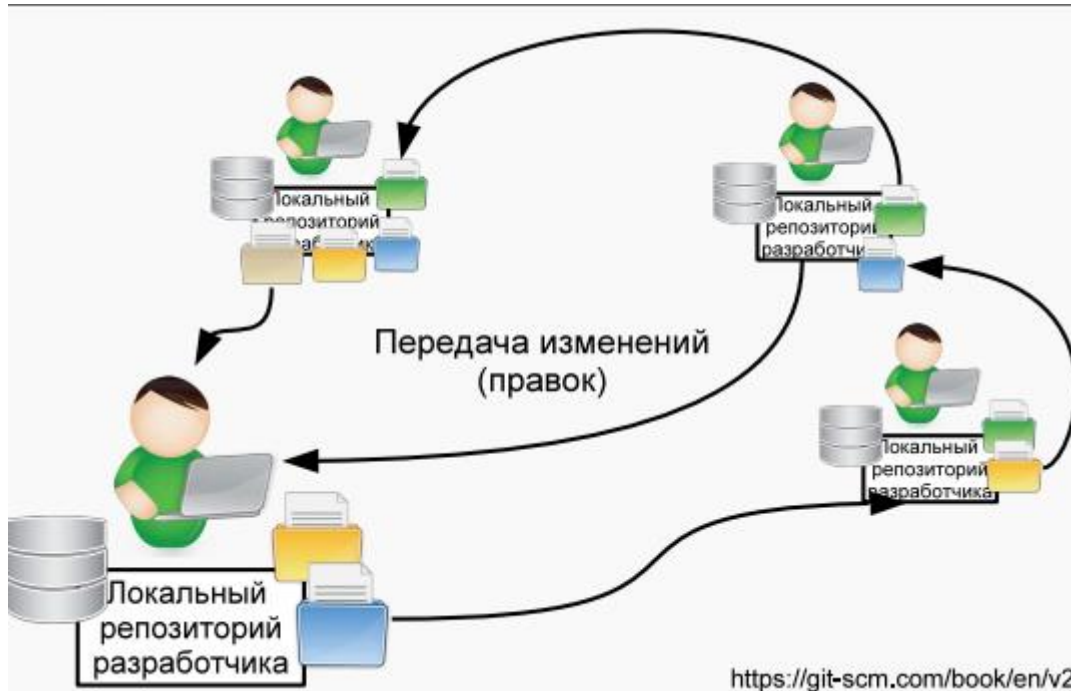 Локальный
репозиторий
Локальный
репозиторий
разработчика
Передача изменений
(правок)
Локальный
репозиторий
разработчика
Локальный
репозиторий
разработчика
https://git-scm.com/book/en/v2